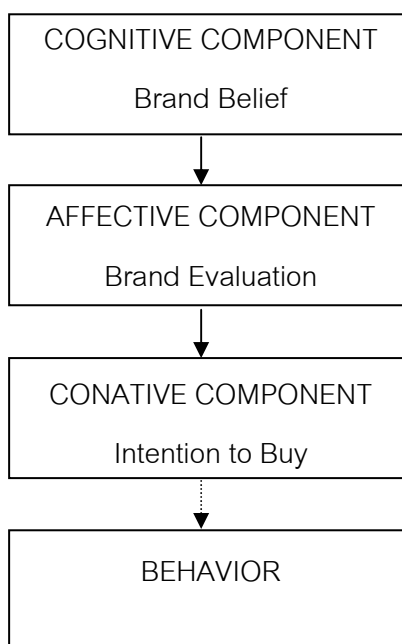 COGNITIVE COMPONENT
Brand Belief
AFFECTIVE COMPONENT
Brand Evaluation
CONATIVE COMPONENT
Intention to Buy
BEHAVIOR